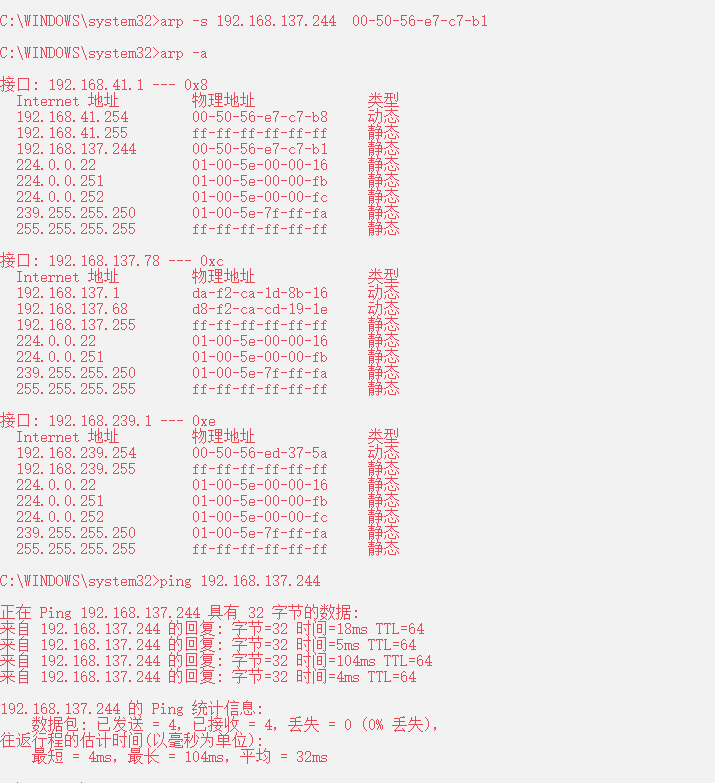 C:\WINDOWS\system32>arp -s 192.168.137.244  00-50-56-e7-c7-b1
C:\WINDOWS\system32>arp -a
接口: 192.168.41.1 --- 0x8
  Internet 地址         物理地址              类型
  192.168.41.254        00-50-56-e7-c7-b8     动态
  192.168.41.255        ff-ff-ff-ff-ff-ff     静态
  192.168.137.244       00-50-56-e7-c7-b1     静态
  224.0.0.22            01-00-5e-00-00-16     静态
  224.0.0.251           01-00-5e-00-00-fb     静态
  224.0.0.252           01-00-5e-00-00-fc     静态
  239.255.255.250       01-00-5e-7f-ff-fa     静态
  255.255.255.255       ff-ff-ff-ff-ff-ff     静态
接口: 192.168.137.78 --- 0xc
  Internet 地址         物理地址              类型
  192.168.137.1         da-f2-ca-1d-8b-16     动态
  192.168.137.68        d8-f2-ca-cd-19-1e     动态
  192.168.137.255       ff-ff-ff-ff-ff-ff     静态
  224.0.0.22            01-00-5e-00-00-16     静态
  224.0.0.251           01-00-5e-00-00-fb     静态
  239.255.255.250       01-00-5e-7f-ff-fa     静态
  255.255.255.255       ff-ff-ff-ff-ff-ff     静态
接口: 192.168.239.1 --- 0xe
  Internet 地址         物理地址              类型
  192.168.239.254       00-50-56-ed-37-5a     动态
  192.168.239.255       ff-ff-ff-ff-ff-ff     静态
  224.0.0.22            01-00-5e-00-00-16     静态
  224.0.0.251           01-00-5e-00-00-fb     静态
  224.0.0.252           01-00-5e-00-00-fc     静态
  239.255.255.250       01-00-5e-7f-ff-fa     静态
  255.255.255.255       ff-ff-ff-ff-ff-ff     静态
C:\WINDOWS\system32>ping 192.168.137.244
正在 Ping 192.168.137.244 具有 32 字节的数据:
来自 192.168.137.244 的回复: 字节=32 时间=18ms TTL=64
来自 192.168.137.244 的回复: 字节=32 时间=5ms TTL=64
来自 192.168.137.244 的回复: 字节=32 时间=104ms TTL=64
来自 192.168.137.244 的回复: 字节=32 时间=4ms TTL=64
192.168.137.244 的 Ping 统计信息:
    数据包: 已发送 = 4，已接收 = 4，丢失 = 0 (0% 丢失)，
往返行程的估计时间(以毫秒为单位):
    最短 = 4ms，最长 = 104ms，平均 = 32ms